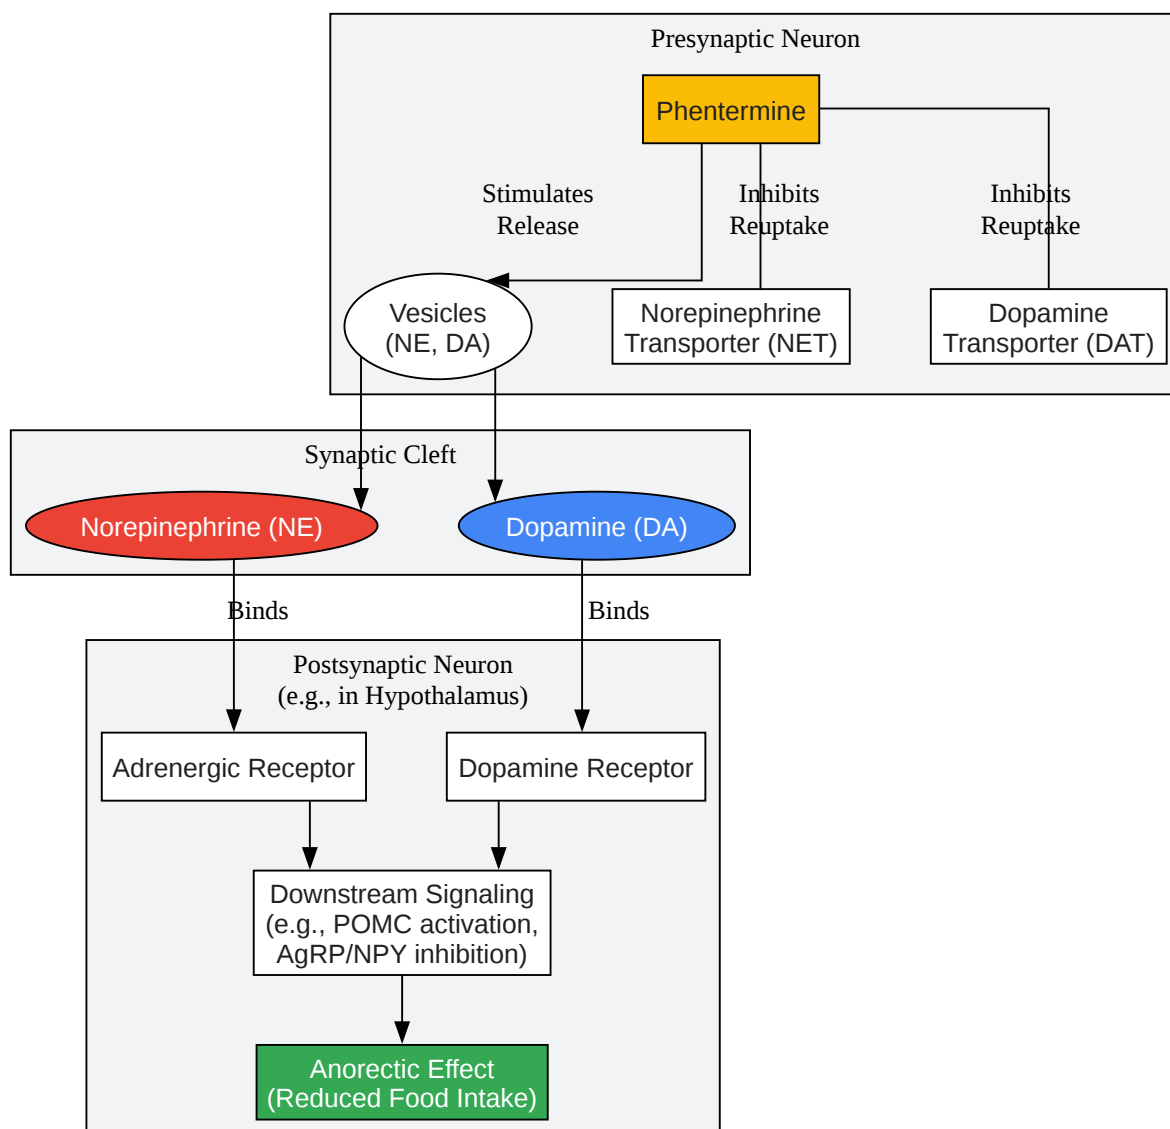 Presynaptic Neuron
Phentermine
Stimulates
Release
Inhibits
Reuptake
Inhibits
Reuptake
Vesicles
(NE, DA)
Norepinephrine
Transporter (NET)
Dopamine
Transporter (DAT)
Synaptic Cleft
Norepinephrine (NE)
Dopamine (DA)
Binds
Binds
Postsynaptic Neuron
(e.g., in Hypothalamus)
Adrenergic Receptor
Dopamine Receptor
Downstream Signaling
(e.g., POMC activation,
AgRP/NPY inhibition)
Anorectic Effect
(Reduced Food Intake)